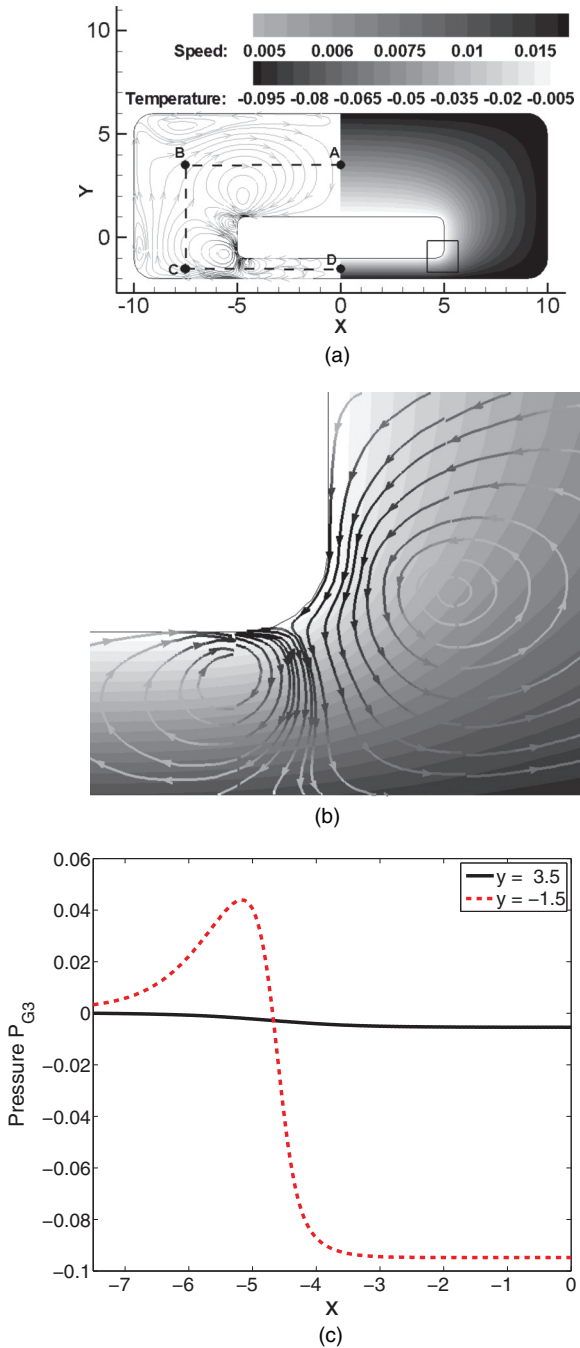 10
5
0
Y
Speed:
0.005 0.006 0.0075 0.01 0.015
Temperature: -0.095 -0.08 -0.065 -0.05 -0.035 -0.02 -0.005
B A
C D
-10 -5 0 5 10
X
(a)
(b)
0.06
0.04
0.02
0
−0.02
−0.04
−0.06
−0.08
−0.1
Pressure P_G3
y = 3.5
y = −1.5
−7 −6 −5 −4 −3 −2 −1 0
X
(c)